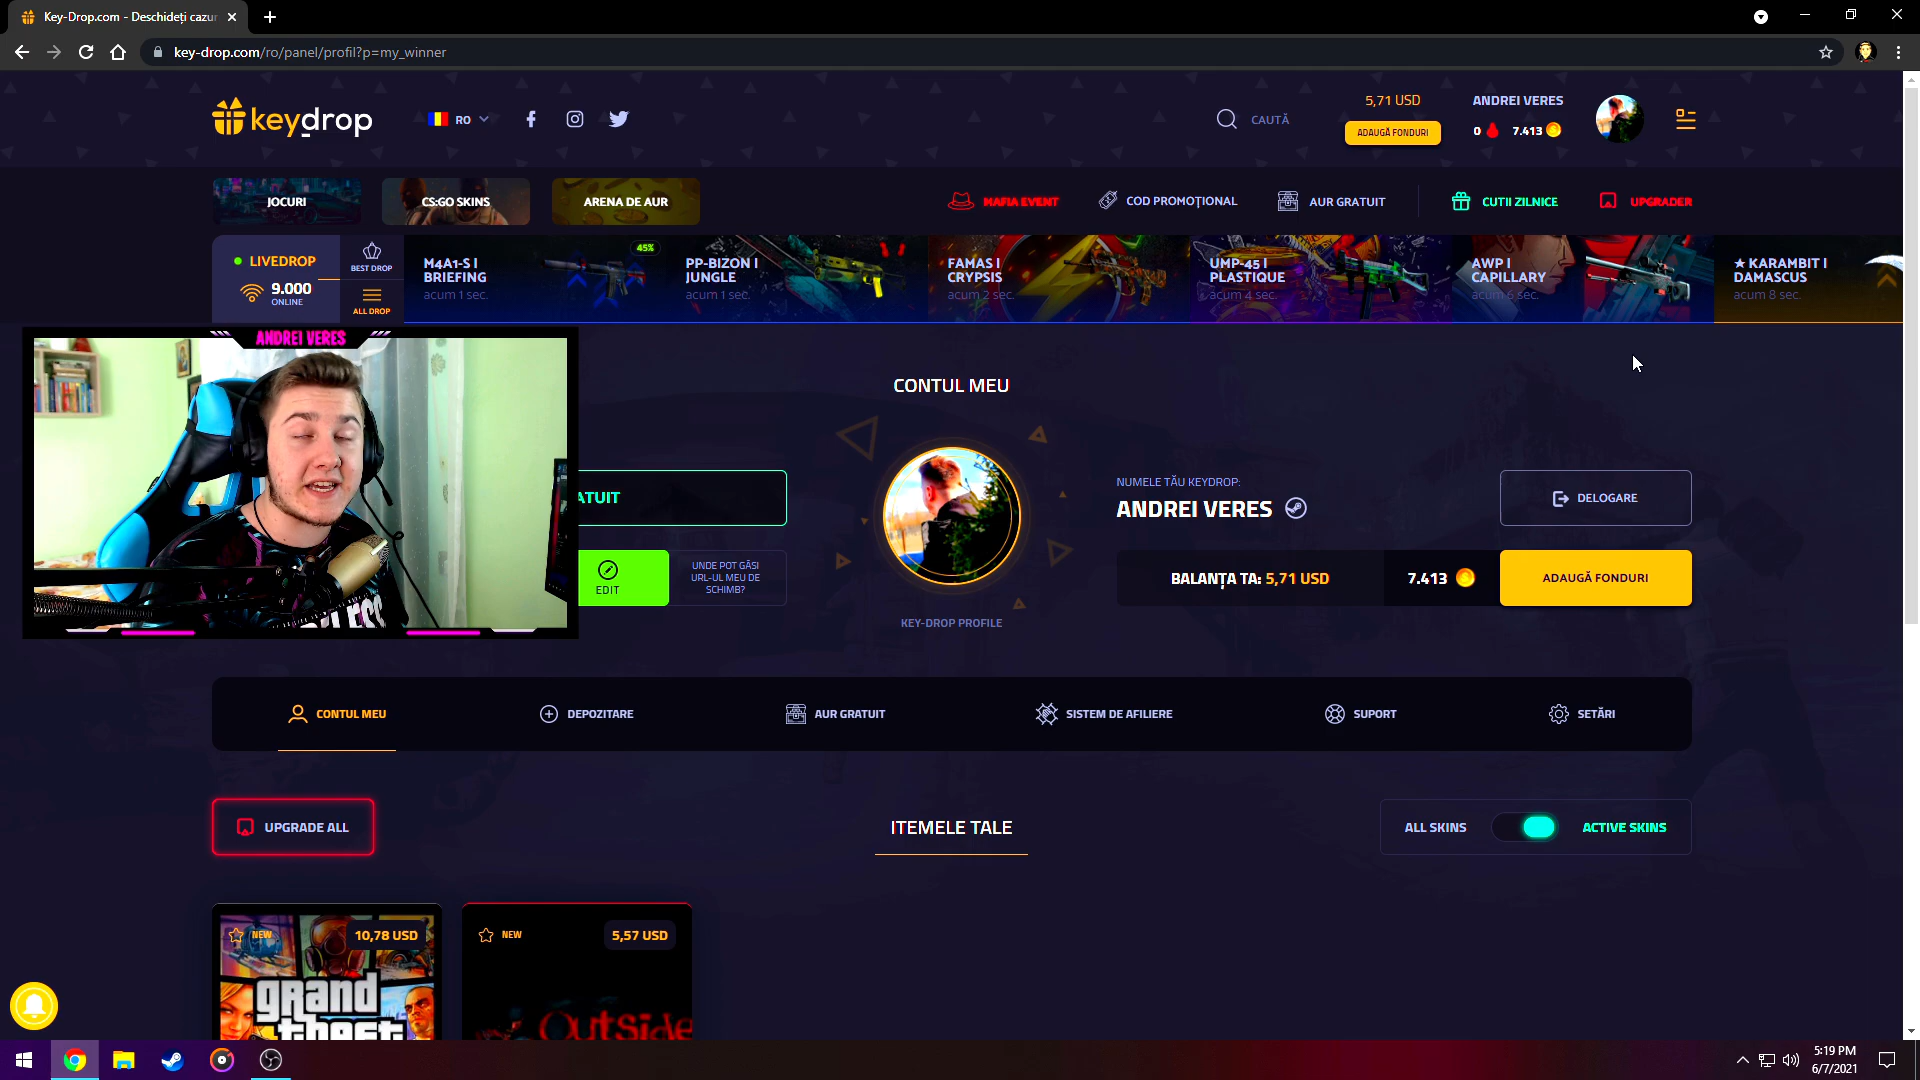 Key-Drop.com - Deschideți cazur
key-drop.com/ro/panel/profil?p=my_winner
keydrop
RO
CAUTĂ
5,71 USD
ADAUGĂ FONDURI
ANDREI VERES
0
7.413
JOCURI
CS:GO SKINS
ARENA DE AUR
MAFIA EVENT
COD PROMOȚIONAL
AUR GRATUIT
CUTII ZILNICE
UPGRADER
LIVEDROP
9.000
ONLINE
BEST DROP
ALL DROP
M4A1-S |
BRIEFING
acum 1 sec.
45%
PP-BIZON |
JUNGLE
acum 1 sec.
FAMAS |
CRYPSIS
acum 2 sec.
UMP-45 |
PLASTIQUE
acum 4 sec.
AWP |
CAPILLARY
acum 6 sec.
★ KARAMBIT |
DAMASCUS
acum 8 sec.
ANDREI VERES
CONTUL MEU
ATUIT
EDIT
UNDE POT GĂSI
URL-UL MEU DE
SCHIMB?
KEY-DROP PROFILE
NUMELE TĂU KEYDROP:
ANDREI VERES
DELOGARE
BALANȚA TA: 5,71 USD
7.413
ADAUGĂ FONDURI
CONTUL MEU
DEPOZITARE
AUR GRATUIT
SISTEM DE AFILIERE
SUPORT
SETĂRI
UPGRADE ALL
ITEMELE TALE
ALL SKINS
ACTIVE SKINS
NEW
10,78 USD
grand
theft
NEW
5,57 USD
Outside
5:19 PM
6/7/2021